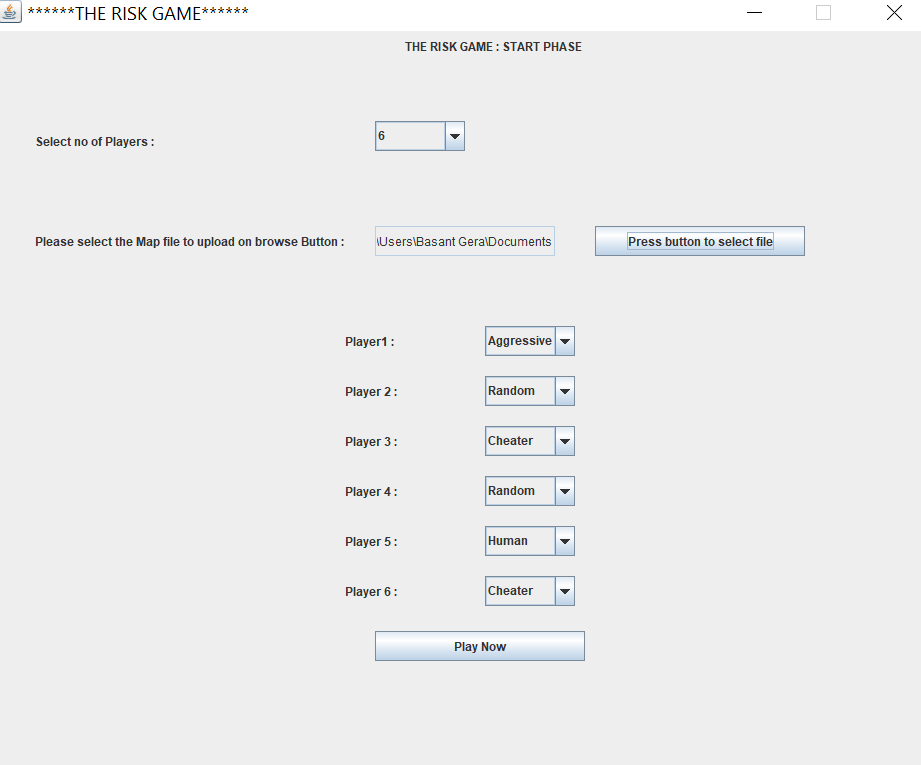 ******THE RISK GAME******
THE RISK GAME : START PHASE
Select no of Players :
6
Please select the Map file to upload on browse Button :
\Users\Basant Gera\Documents
Press button to select file
Player1 :
Aggressive
Player 2 :
Random
Player 3 :
Cheater
Player 4 :
Random
Player 5 :
Human
Player 6 :
Cheater
Play Now